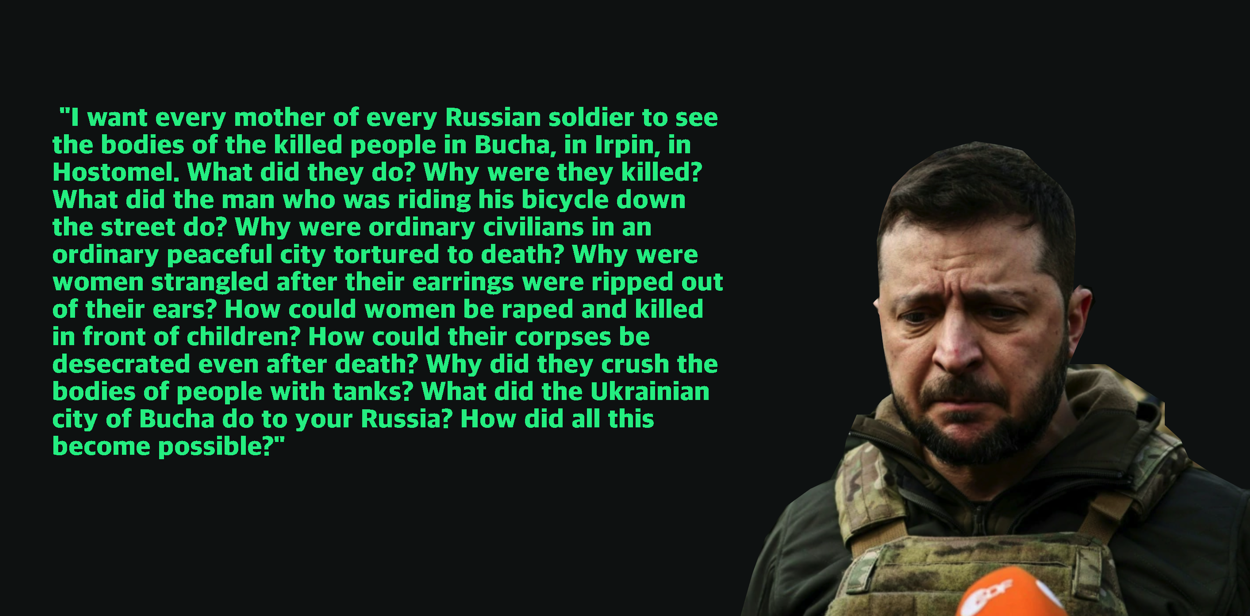 "I want every mother of every Russian soldier to see
the bodies of the killed people in Bucha, in Irpin, in
Hostomel. What did they do? Why were they killed?
What did the man who was riding his bicycle down
the street do? Why were ordinary civilians in an
ordinary peaceful city tortured to death? Why were
women strangled after their earrings were ripped out
of their ears? How could women be raped and killed
in front of children? How could their corpses be
desecrated even after death? Why did they crush the
bodies of people with tanks? What did the Ukrainian
city of Bucha do to your Russia? How did all this
become possible?"
ZDF